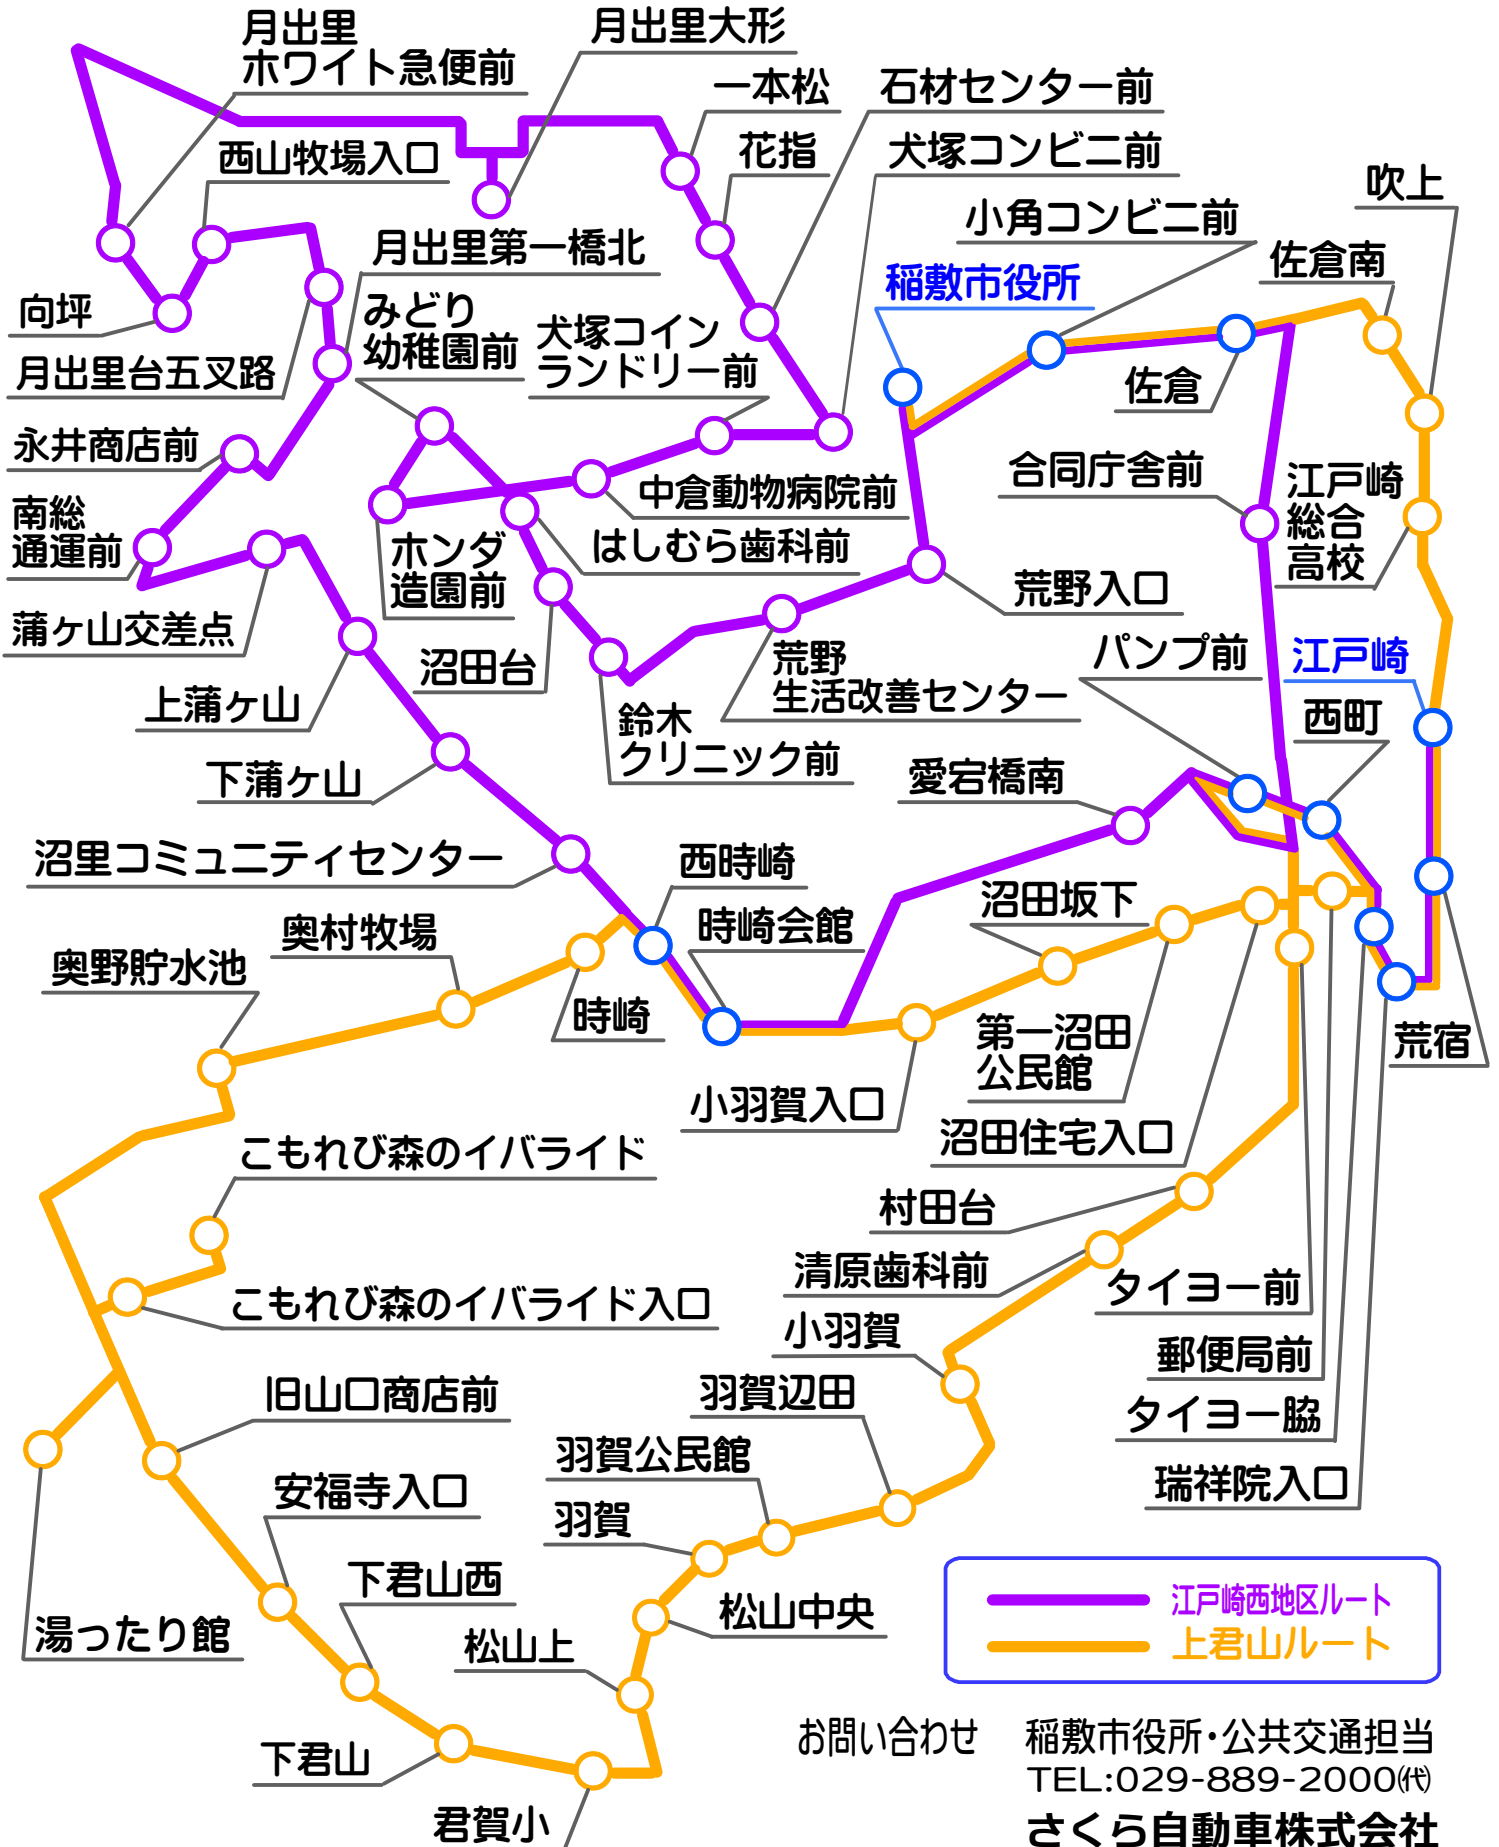 月出里
ホワイト急便前
月出里大形
一本松
石材センター前
花指
犬塚コンビニ前
西山牧場入口
吹上
小角コンビニ前
月出里第一橋北
佐倉南
稲敷市役所
向坪
みどり
幼稚園前
犬塚コイン
ランドリー前
月出里台五叉路
佐倉
永井商店前
合同庁舎前
江戸崎
総合
高校
中倉動物病院前
南総
通運前
はしむら歯科前
ホンダ
造園前
荒野入口
蒲ヶ山交差点
パンプ前
江戸崎
沼田台
荒野
生活改善センター
上蒲ヶ山
鈴木
クリニック前
西町
下蒲ヶ山
愛宕橋南
沼里コミュニティセンター
西時崎
沼田坂下
奥村牧場
時崎会館
奥野貯水池
時崎
第一沼田
公民館
荒宿
小羽賀入口
沼田住宅入口
こもれび森のイバライド
村田台
清原歯科前
タイヨー前
こもれび森のイバライド入口
小羽賀
郵便局前
旧山口商店前
羽賀辺田
タイヨー脇
羽賀公民館
瑞祥院入口
安福寺入口
羽賀
下君山西
江戸崎西地区ルート
松山中央
湯ったり館
松山上
上君山ルート
下君山
お問い合わせ 稲敷市役所・公共交通担当
TEL:029-889-2000㈹
君賀小
さくら自動車株式会社